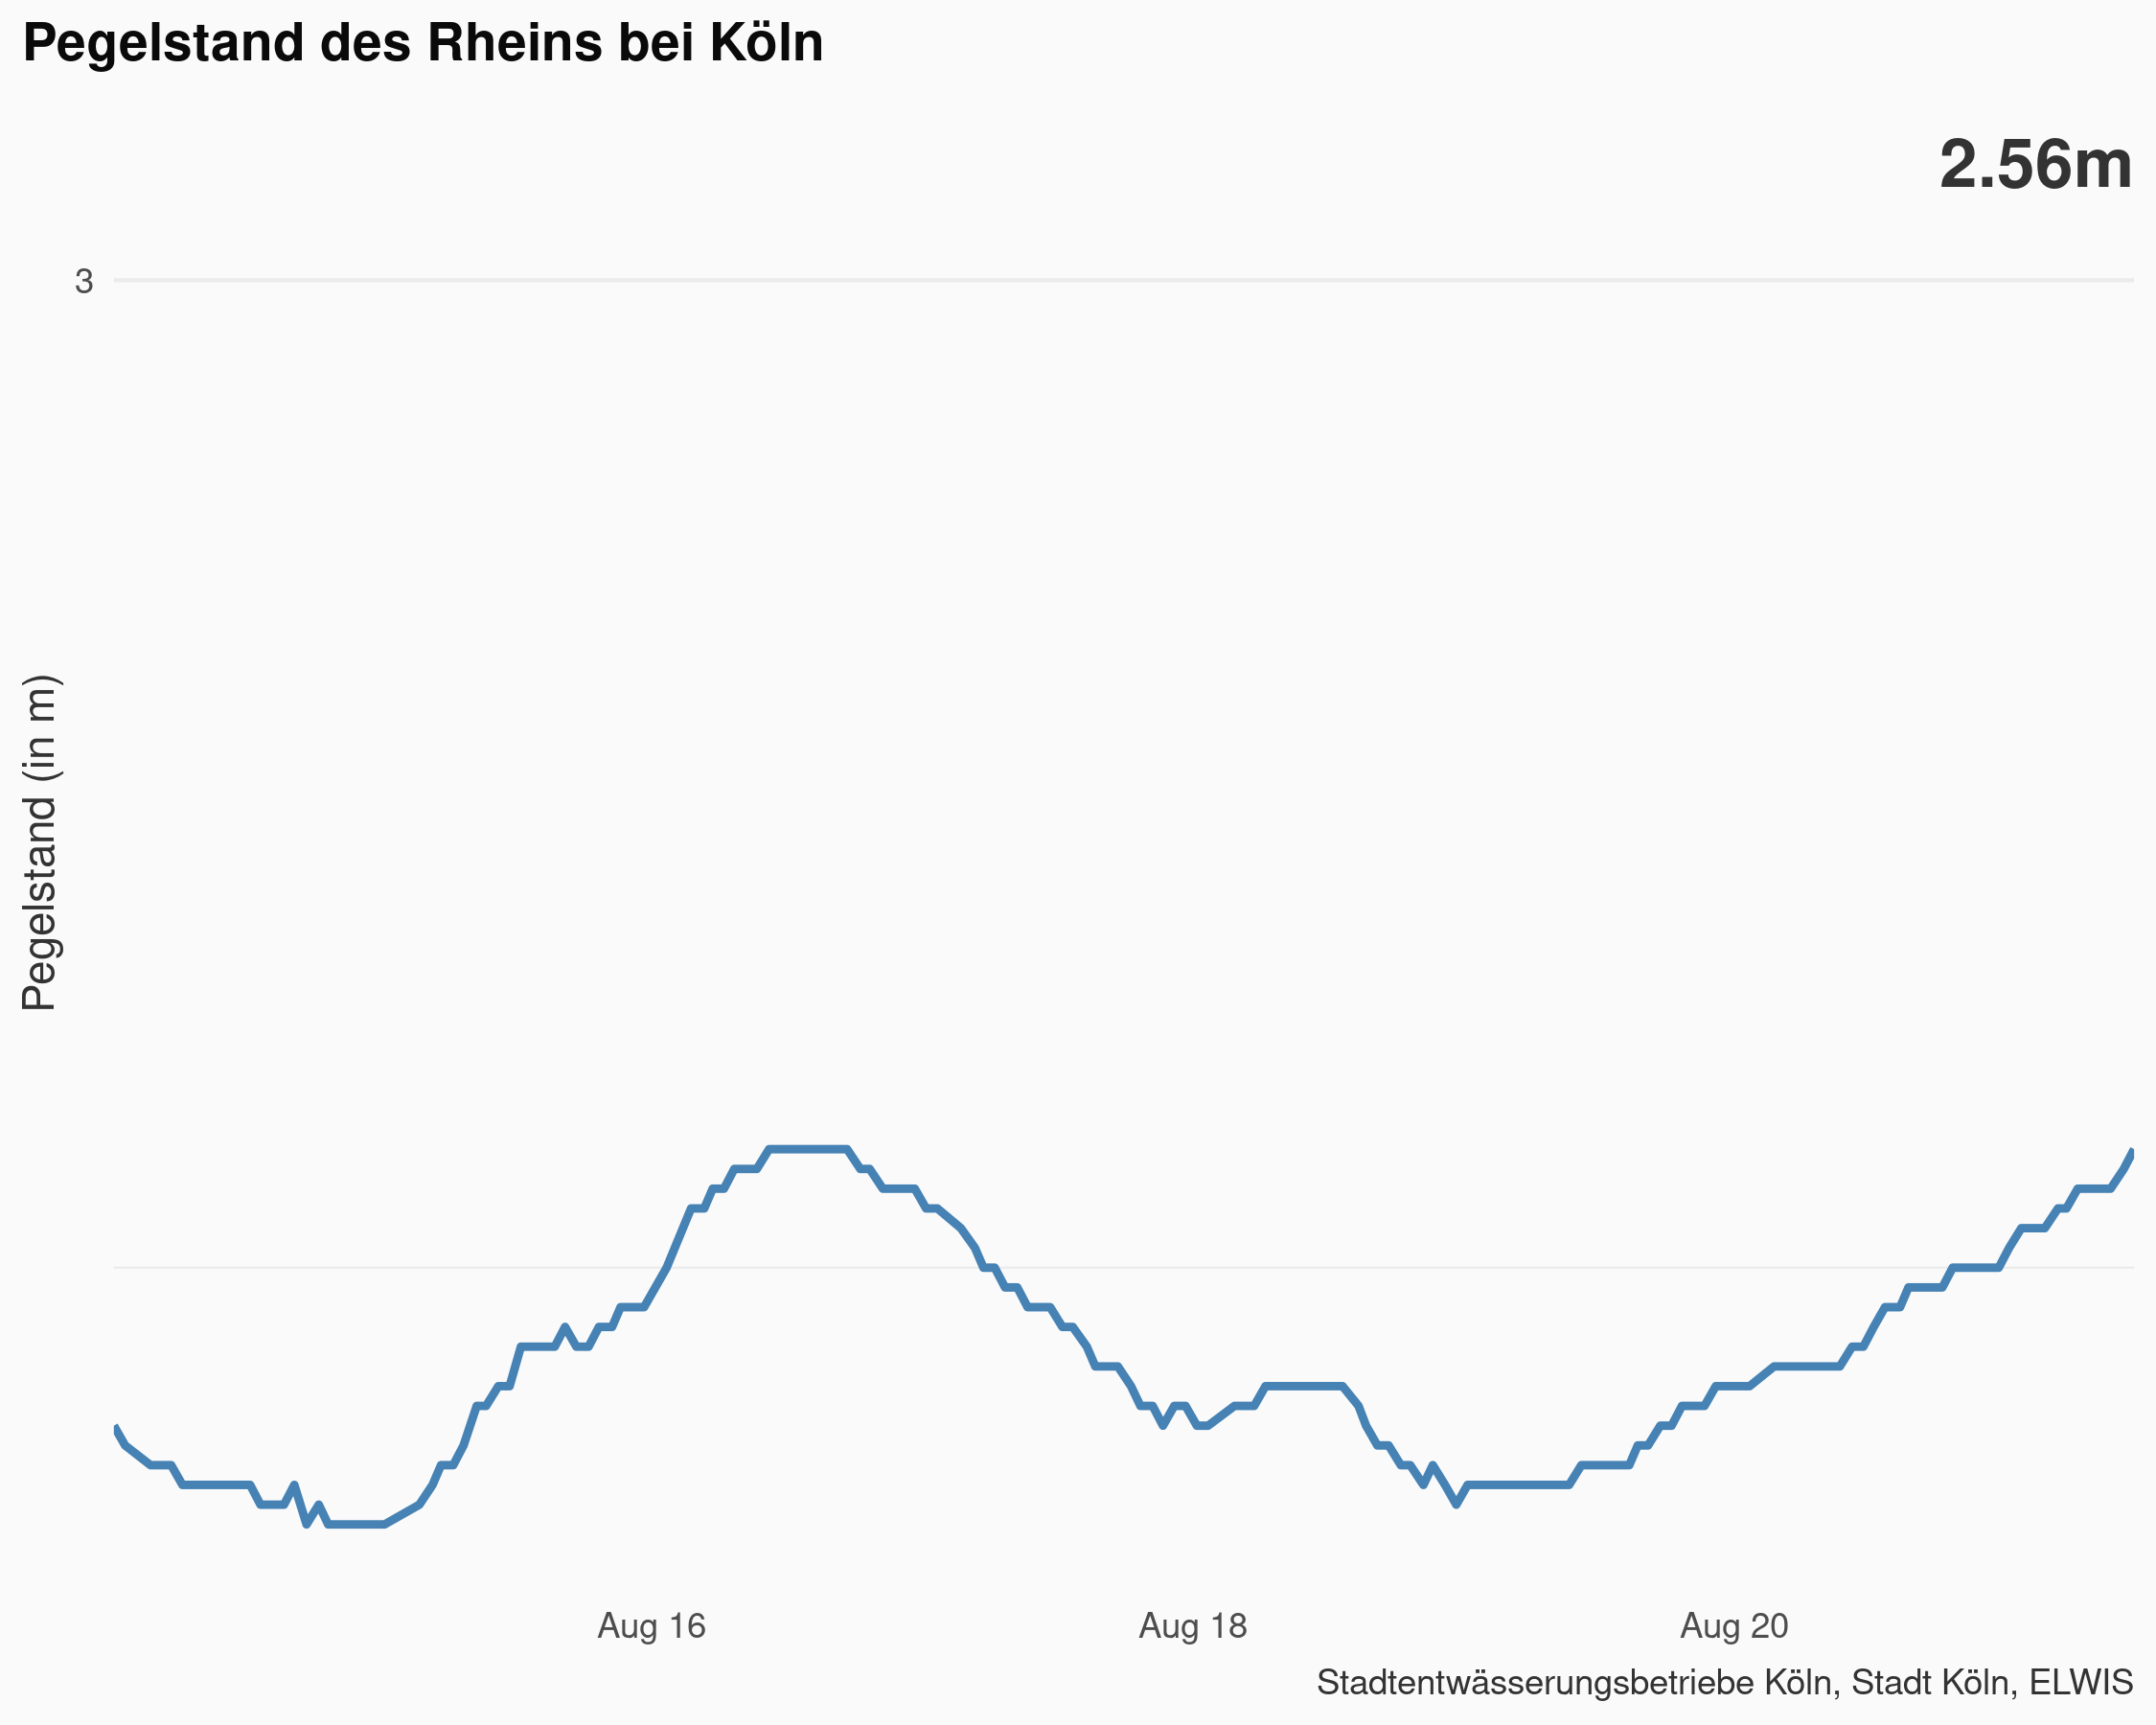 Pegelstand des Rheins bei Köln
2.56m
3
Pegelstand (in m)
Aug 16
Aug 18
Aug 20
Stadtentwässerungsbetriebe Köln, Stadt Köln, ELWIS